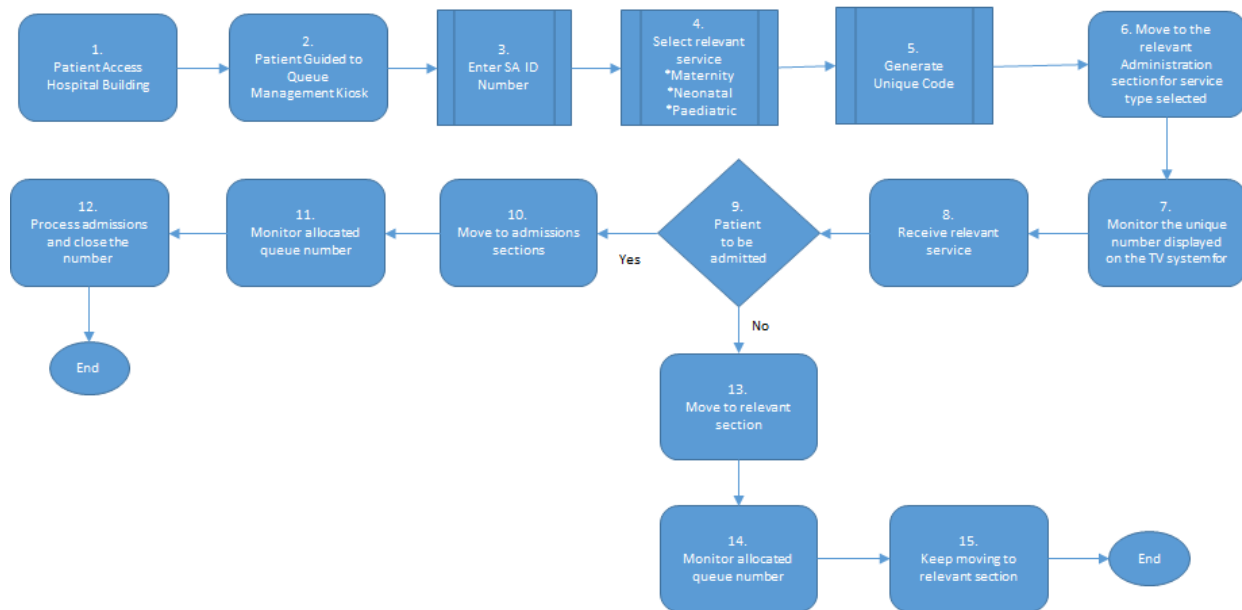 1.
Patient Access
Hospital Building
2.
Patient Guided to
Queue
Management Kiosk
3.
Enter SA ID
Number
4.
Select relevant
service
*Maternity
*Neonatal
*Paediatric
5.
Generate
Unique Code
6. Move to the
relevant
Administration
section for service
type selected
7.
Monitor the unique
number displayed
on the TV systemfor
8.
Receive relevant
service
9.
Patient
to be
admitted
Yes
10.
Move to admissions
sections
11.
Monitor allocated
queue number
12.
Process admissions
and close the
number
End
No
13.
Move to relevant
section
14.
Monitor allocated
queue number
15.
Keep moving to
relevant section
End